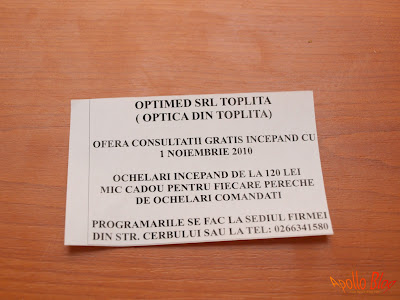 OPTIMED SRL TOPLITA
( OPTICA DIN TOPLITA)
OFERA CONSULTATII GRATIS INCEPAND CU
1 NOIEMBRIE 2010
OCHELARI INCEPAND DE LA 120 LEI
MIC CADOU PENTRU FIECARE PERECHE
DE OCHELARI COMANDATI
PROGRAMARILE SE FAC LA SEDIUL FIRMEI
DIN STR. CERBULUI SAU LA TEL: 0266341580
Apollo